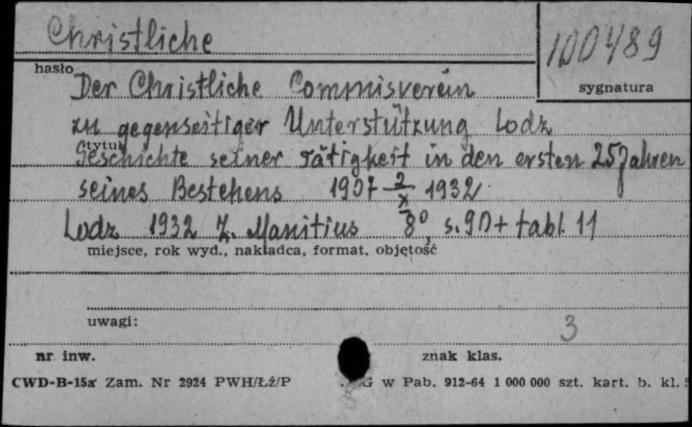 Christliche
100489
hasło
sygnatura
Der Christliche Commisverein
zu gegenseitiger Unterstützung Lodz
tytuł
Geschichte seiner Tätigkeit in den ersten 25 Jahren
seines Bestehens 1907 2/X 1932
Lodz 1932 Z. Manitius 8°, s. 90 + tabl. 11
miejsce, rok wyd., nakładca, format, objętość
uwagi:
3
nr inw.
znak klas.
CWD-B-15a Zam. Nr 2924 PWH/Łź/P
G w Pab. 912-64 1 000 000 szt. kart. b. kl. 5